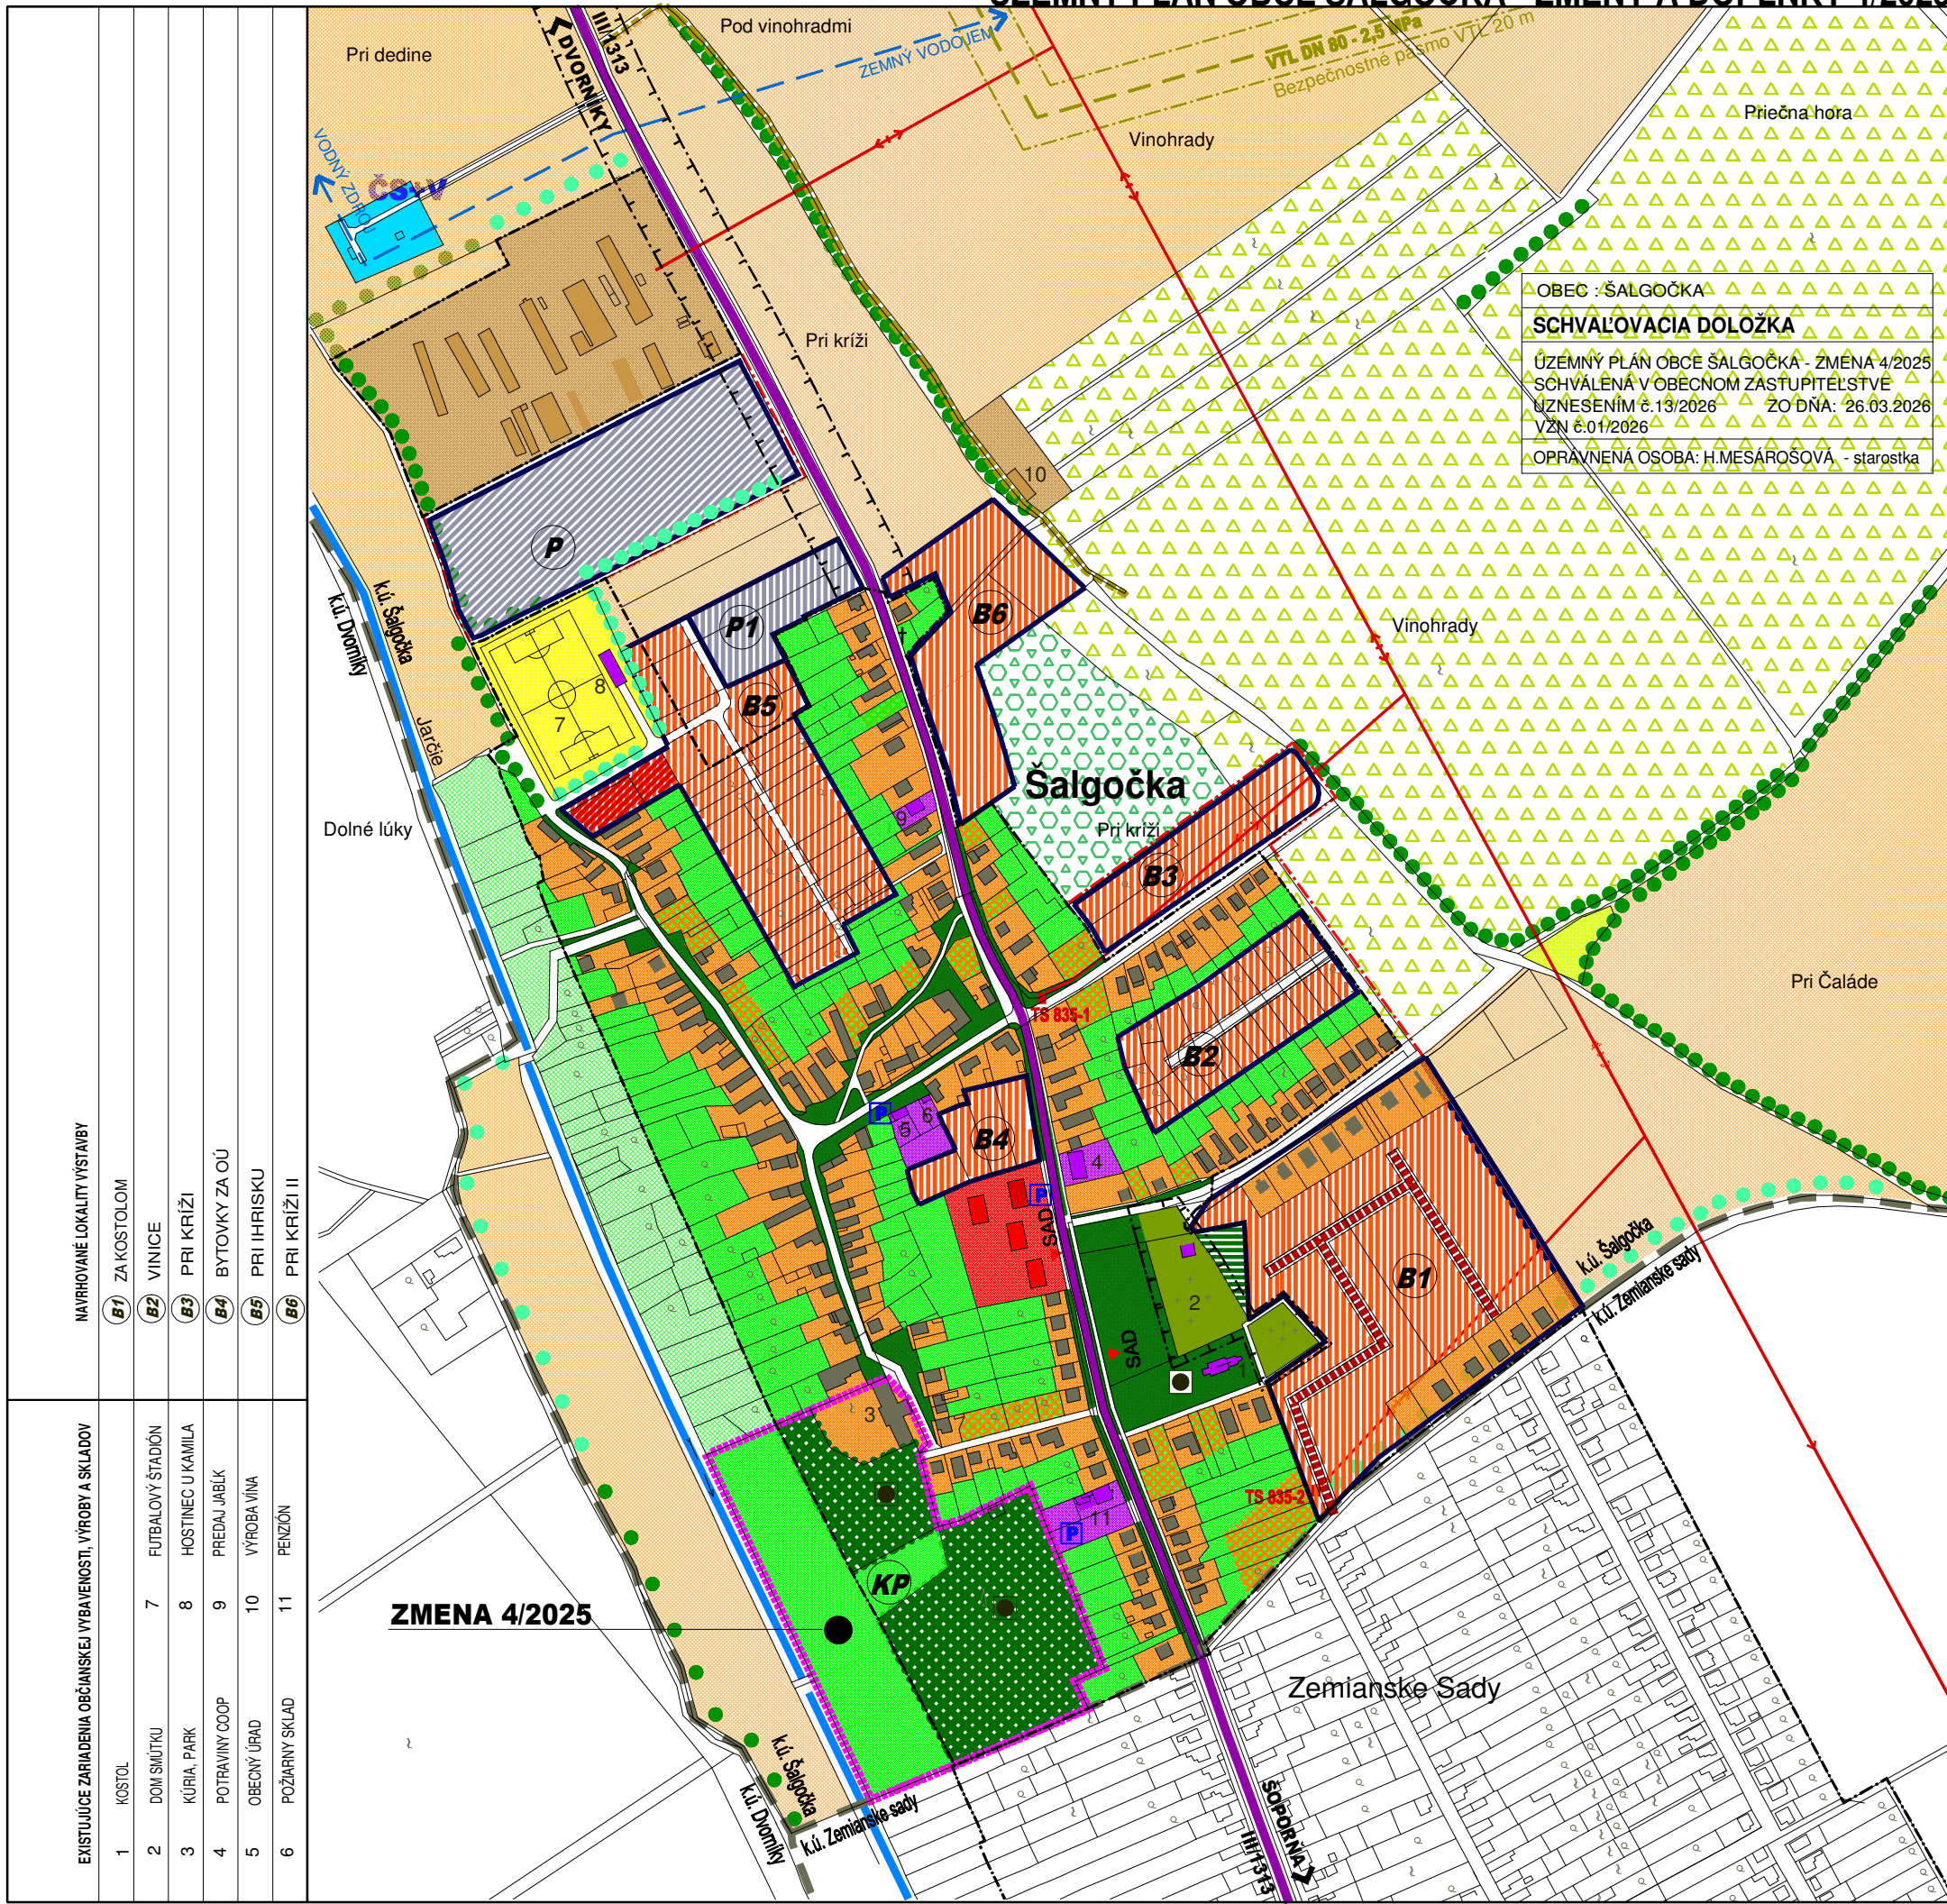 ÚZEMNÝ PLÁN OBCE ŠALGOČKA - ZMENY A DOPLNKY 4/2025
Pri dedine
Pod vinohradmi
III/1313
DVORNÍKY
ZEMNÝ VODOJEM
VTL DN 80 - 2,5 MPa
Bezpečnostné pásmo VTL 20 m
Vinohrady
Priečna hora
VODNÝ ZDROJ
ČS+V
Pri kríži
OBEC : ŠALGOČKA
SCHVAĽOVACIA DOLOŽKA
ÚZEMNÝ PLÁN OBCE ŠALGOČKA - ZMENA 4/2025
SCHVÁLENÁ V OBECNOM ZASTUPITEĽSTVE
UZNESENÍM č.13/2026 ZO DŇA: 26.03.2026
VZN č.01/2026
OPRÁVNENÁ OSOBA: H.MESÁROŠOVÁ - starostka
10
P
k.ú. Šalgočka
k.ú. Dvorníky
P1
B6
Vinohrady
8
7
B5
Jarčie
Šalgočka
Dolné lúky
9
Pri kríži
B3
Pri Čaláde
TS 835-1
B2
P
5
6
B4
4
P
SAD
k.ú. Šalgočka
k.ú. Zemianske sady
B1
2
SAD
1
3
TS 835-2
P
11
KP
ZMENA 4/2025
Zemianske Sady
k.ú. Šalgočka
k.ú. Dvorníky
k.ú. Zemianske sady
ŠOPORŇA
III/1313
NAVRHOVANÉ LOKALITY VÝSTAVBY
B1 ZA KOSTOLOM
B2 VINICE
B3 PRI KRÍŽI
B4 BYTOVKY ZA OÚ
B5 PRI IHRISKU
B6 PRI KRÍŽI II
EXISTUJÚCE ZARIADENIA OBČIANSKEJ VYBAVENOSTI, VÝROBY A SKLADOV
1 KOSTOL
2 DOM SMÚTKU 7 FUTBALOVÝ ŠTADIÓN
3 KÚRIA, PARK 8 HOSTINEC U KAMILA
4 POTRAVINY COOP 9 PREDAJ JABĹK
5 OBECNÝ ÚRAD 10 VÝROBA VÍNA
6 POŽIARNY SKLAD 11 PENZIÓN